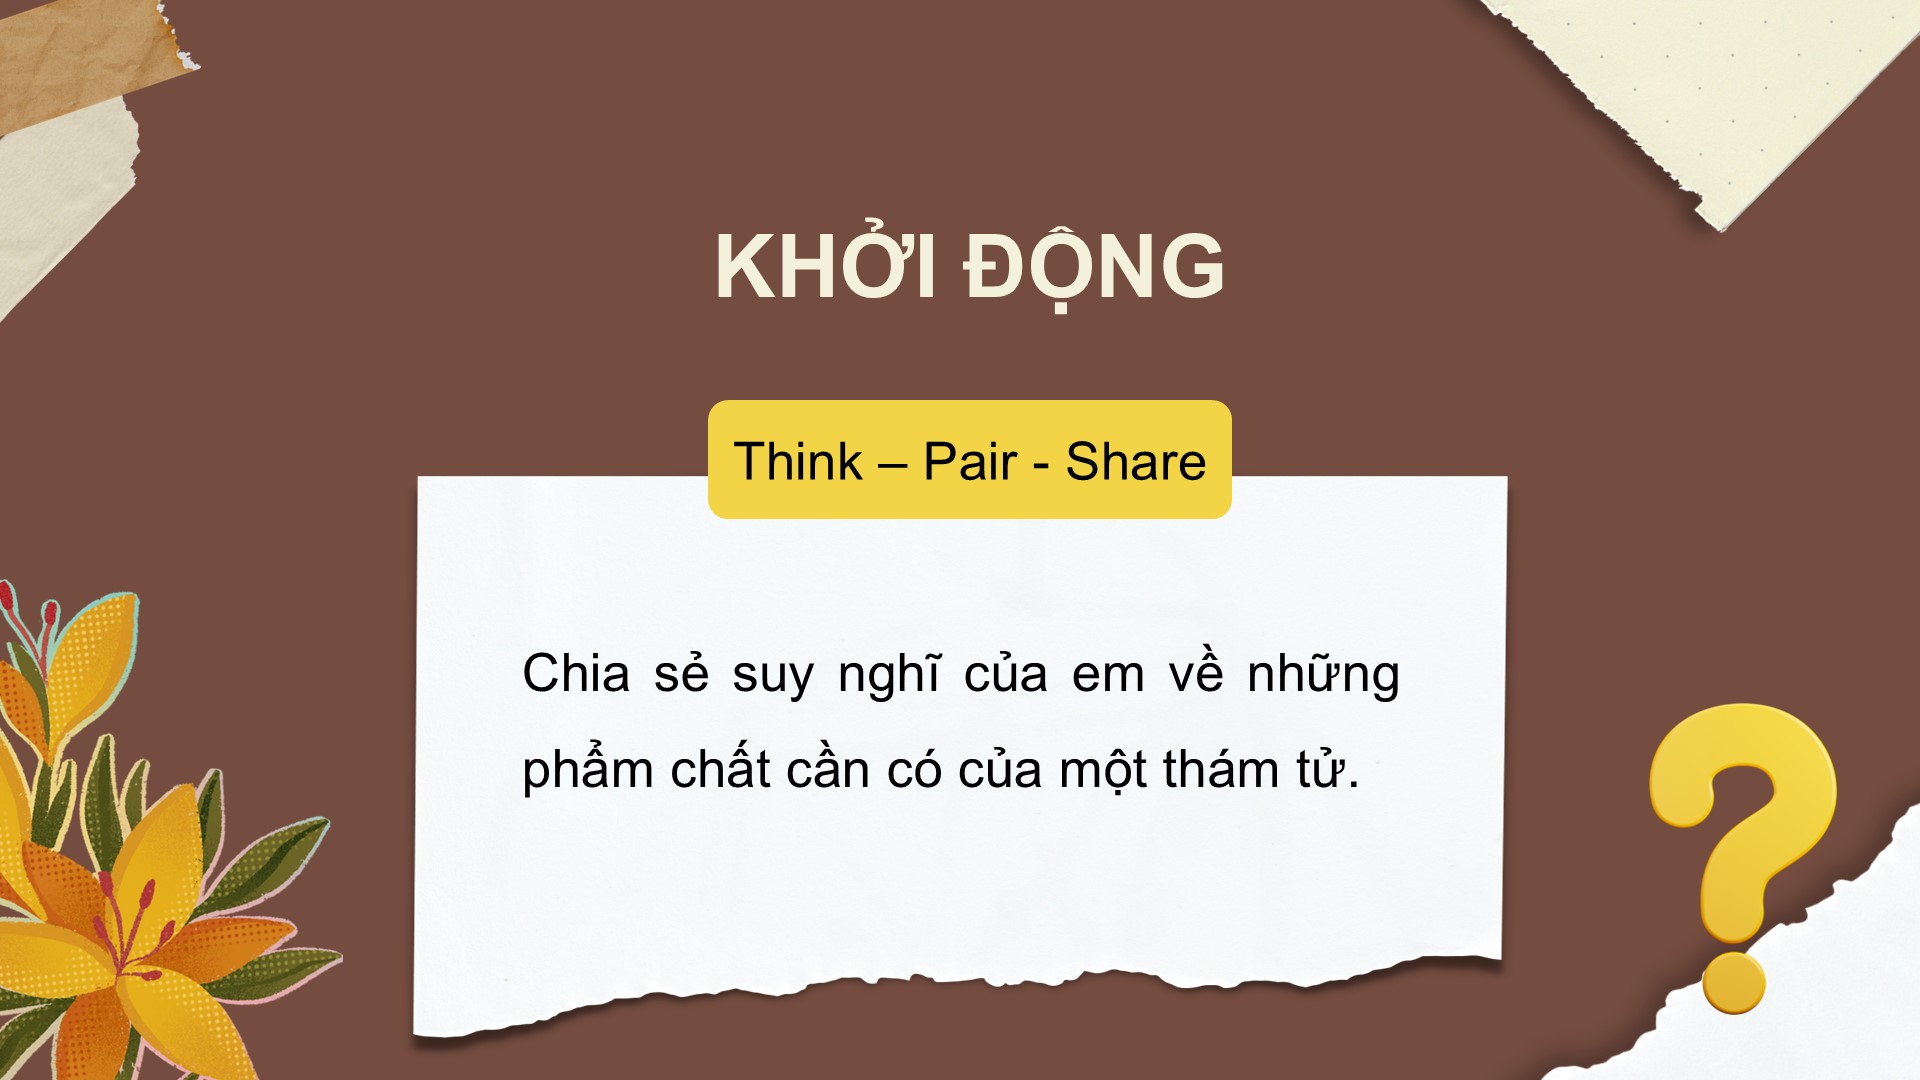 KHỞI ĐỘNG
Think – Pair - Share
Chia sẻ suy nghĩ của em về những
phẩm chất cần có của một thám tử.